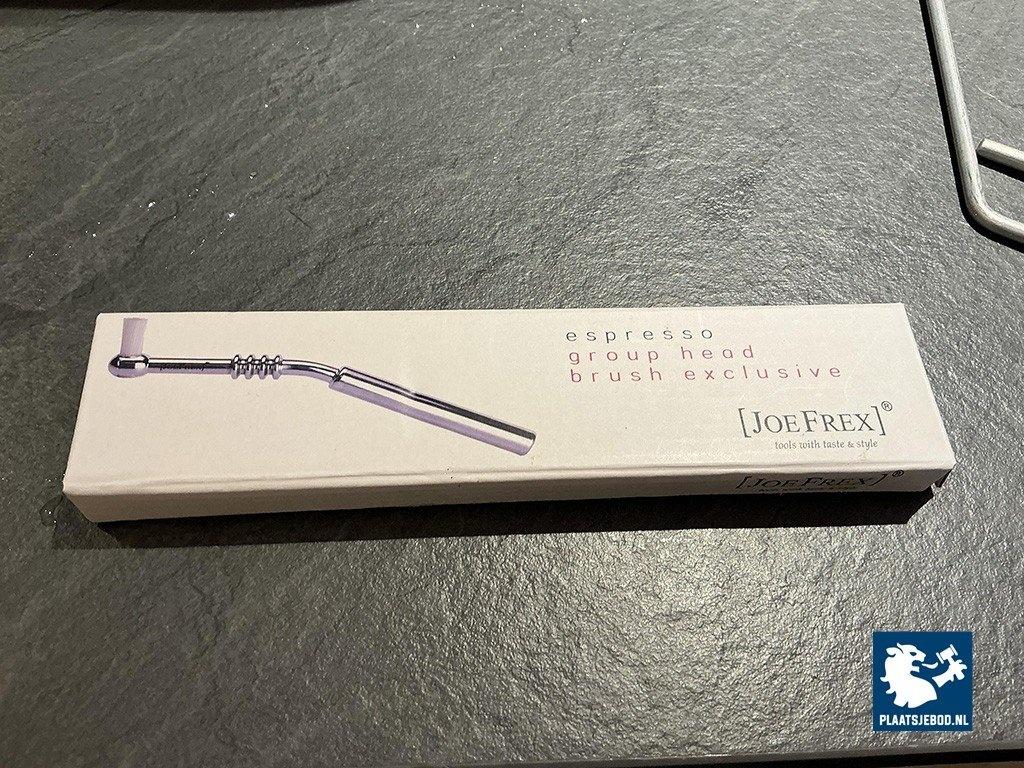 espresso
group head
brush exclusive
[JOEFREX]®
tools with taste & style
[JOEFREX]®
PLAATSJEBOD.NL